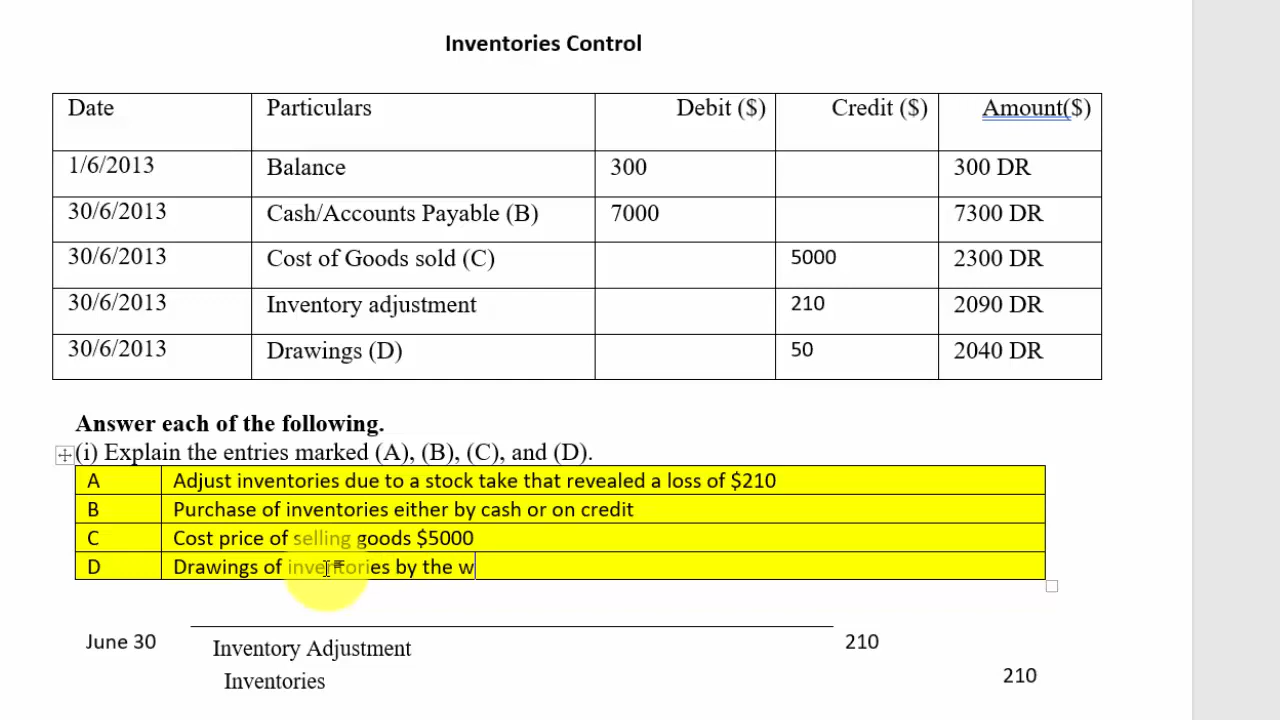 Inventories Control
Date Particulars Debit ($) Credit ($) Amount($)
1/6/2013 Balance 300 300 DR
30/6/2013 Cash/Accounts Payable (B) 7000 7300 DR
30/6/2013 Cost of Goods sold (C) 5000 2300 DR
30/6/2013 Inventory adjustment 210 2090 DR
30/6/2013 Drawings (D) 50 2040 DR
Answer each of the following.
(i) Explain the entries marked (A), (B), (C), and (D).
A Adjust inventories due to a stock take that revealed a loss of $210
B Purchase of inventories either by cash or on credit
C Cost price of selling goods $5000
D Drawings of inventories by the w
June 30 Inventory Adjustment 210
Inventories 210